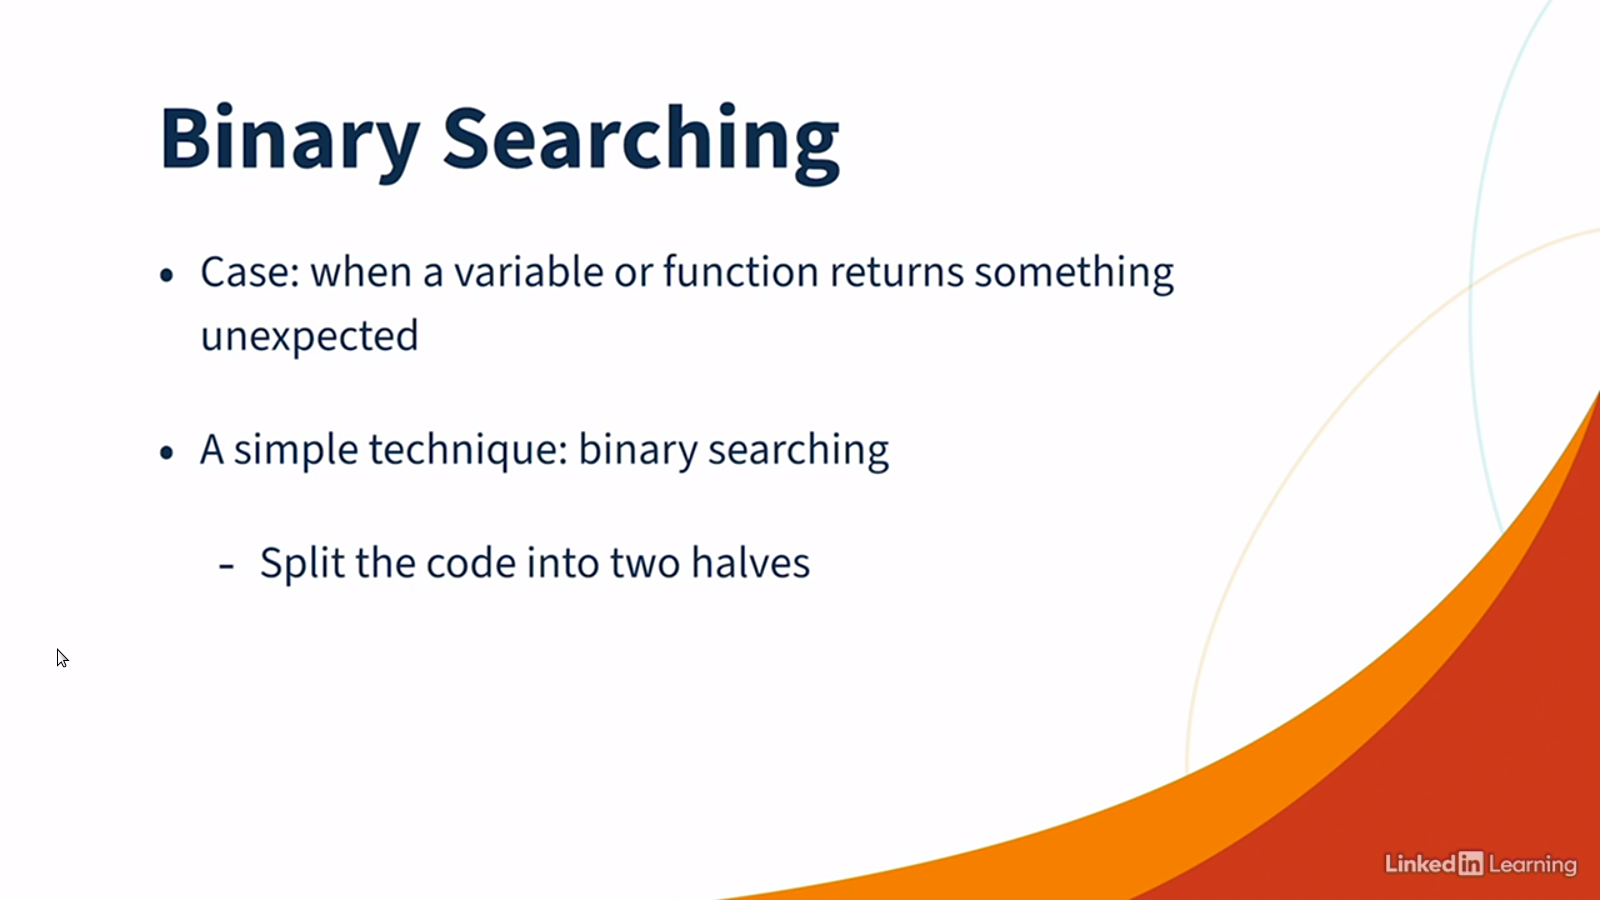 Binary Searching
• Case: when a variable or function returns something
unexpected
• A simple technique: binary searching
- Split the code into two halves
Linked in Learning